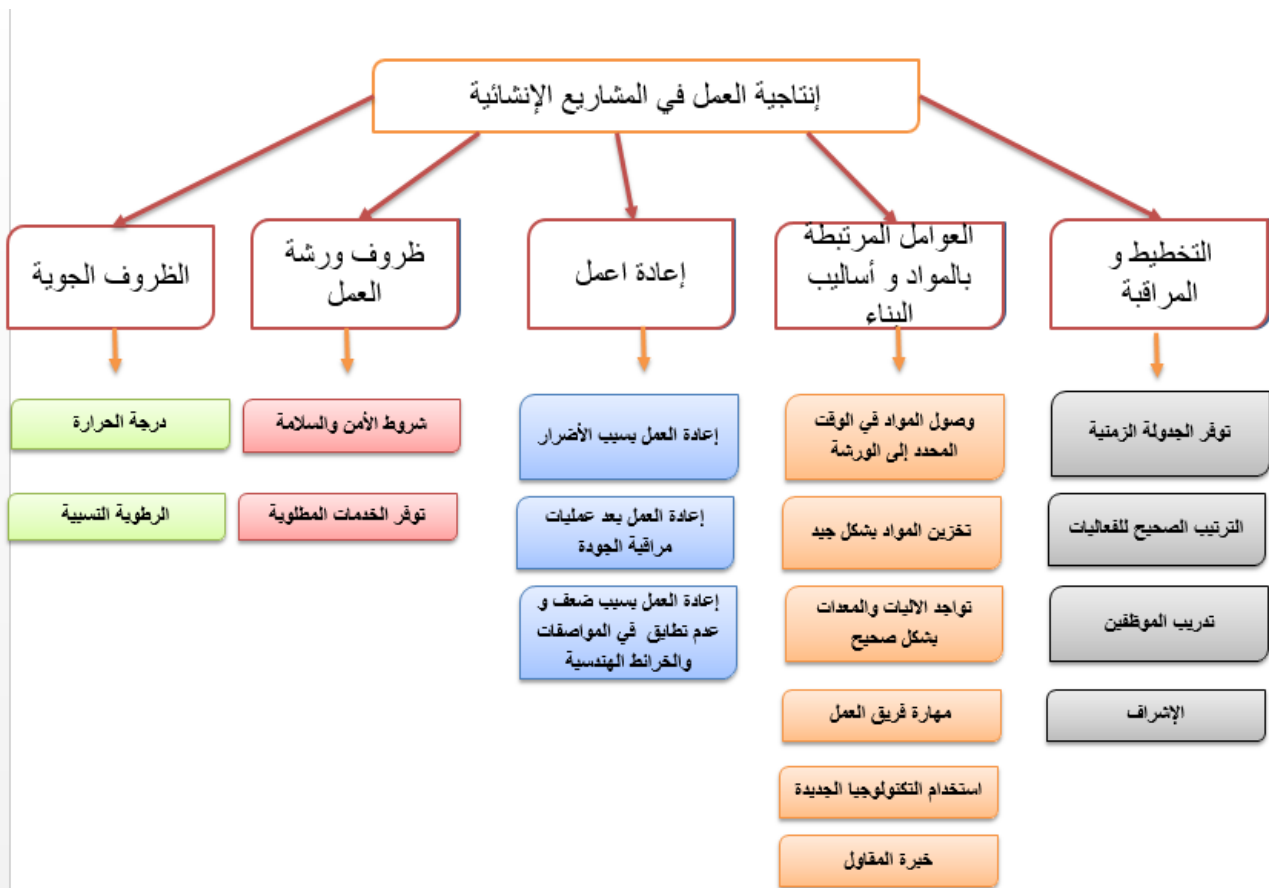 إنتاجية العمل في المشاريع الإنشائية
التخطيط و
المراقبة
العوامل المرتبطة
بالمواد و أساليب
البناء
إعادة اعمل
ظروف ورشة
العمل
الظروف الجوية
توفر الجدولة الزمنية
الترتيب الصحيح للفعاليات
تدريب الموظفين
الإشراف
وصول المواد في الوقت
المحدد إلى الورشة
تخزين المواد بشكل جيد
تواجد الاليات والمعدات
بشكل صحيح
مهارة فريق العمل
استخدام التكنولوجيا الجديدة
خبرة المقاول
إعادة العمل بسبب الأضرار
إعادة العمل بعد عمليات
مراقبة الجودة
إعادة العمل بسبب ضعف و
عدم تطابق في المواصفات
والخرائط الهندسية
شروط الأمن والسلامة
توفر الخدمات المطلوبة
درجة الحرارة
الرطوبة النسبية